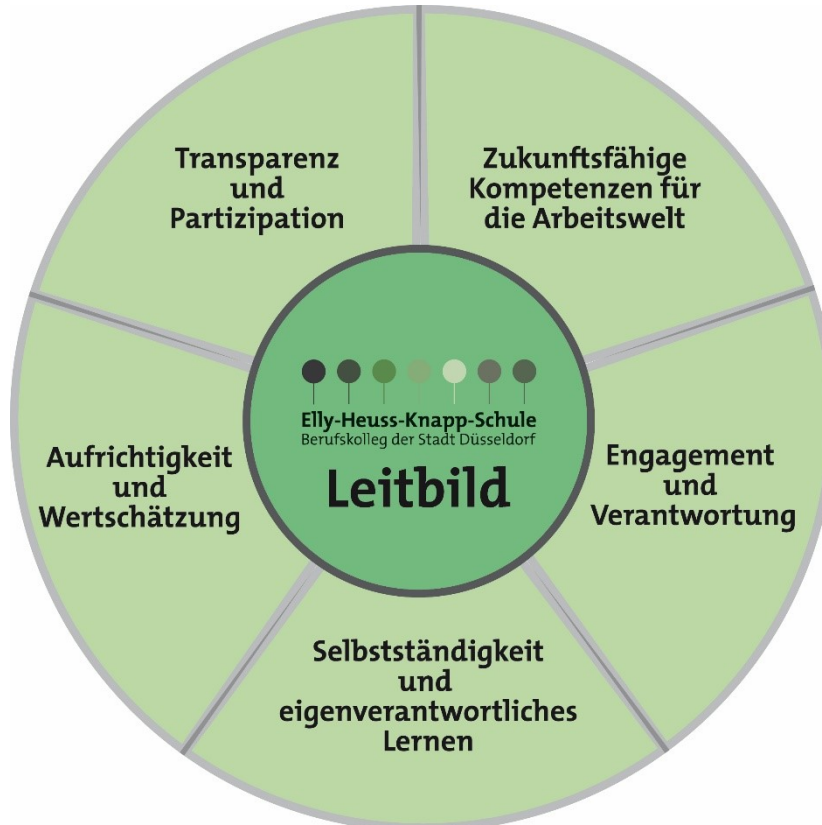 Transparenz
und
Partizipation
Zukunftsfähige
Kompetenzen für
die Arbeitswelt
Elly-Heuss-Knapp-Schule
Berufskolleg der Stadt Düsseldorf
Leitbild
Aufrichtigkeit
und
Wertschätzung
Engagement
und
Verantwortung
Selbstständigkeit
und
eigenverantwortliches
Lernen